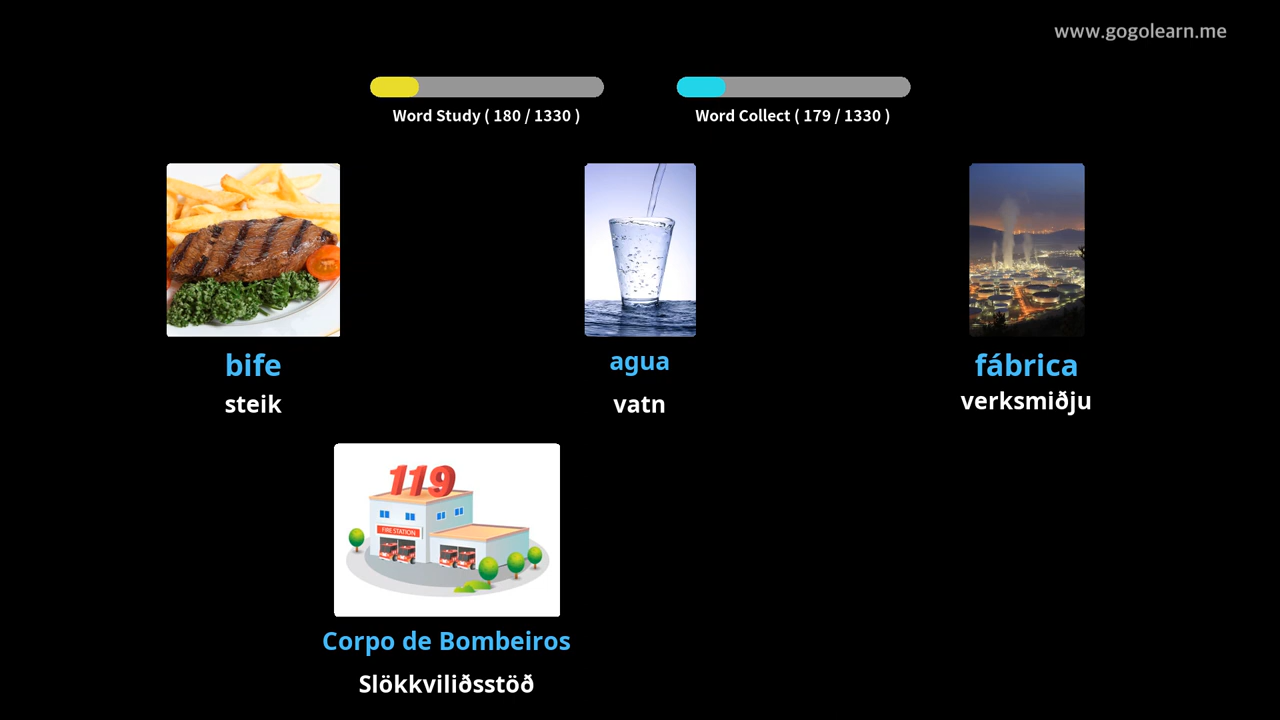 www.gogolearn.me
Word Study ( 180 / 1330 )
Word Collect ( 179 / 1330 )
bife
agua
fábrica
steik
vatn
verksmiðju
119
FIRE STATION
Corpo de Bombeiros
Slökkviliðsstöð